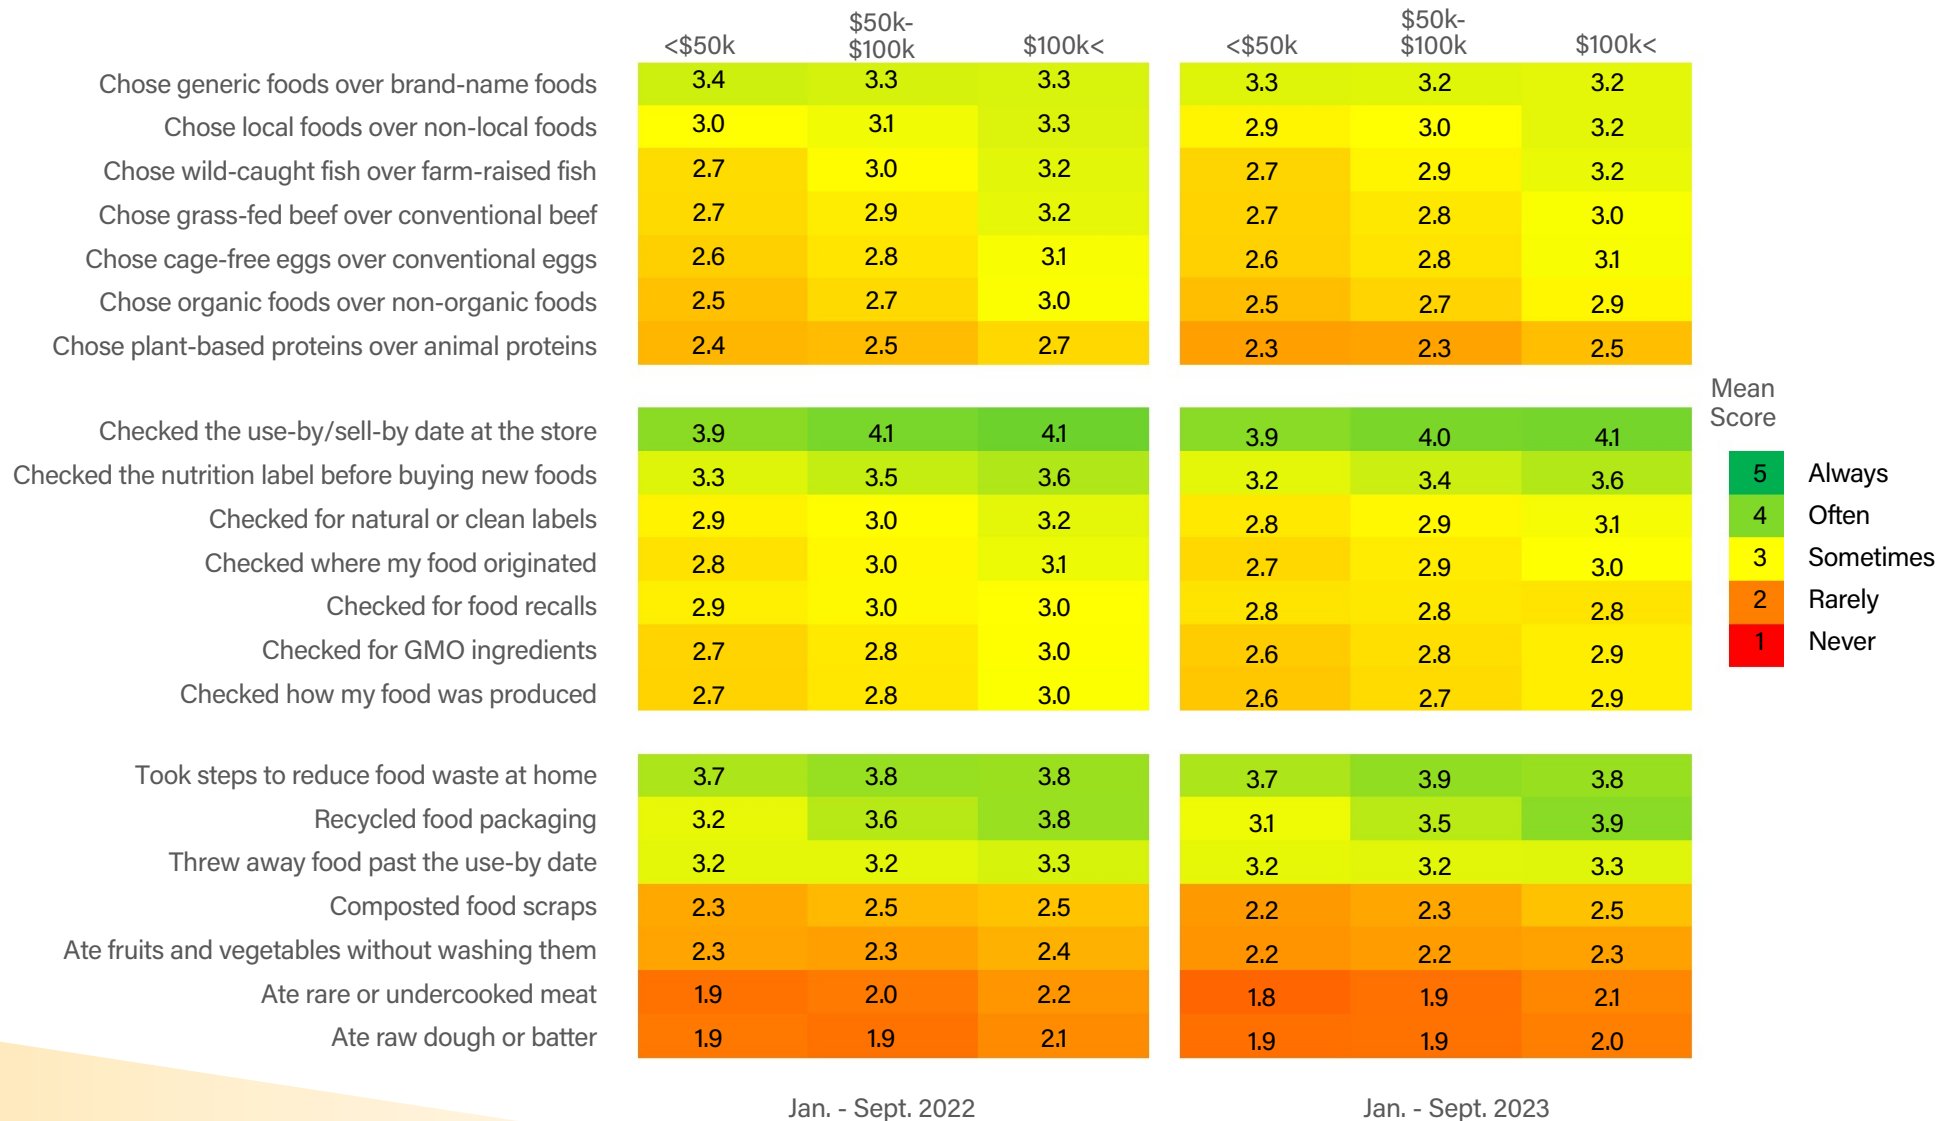 <$50k $50k- $100k $100k< <$50k $50k- $100k $100k<
Chose generic foods over brand-name foods 3.4 3.3 3.3 3.3 3.2 3.2
Chose local foods over non-local foods 3.0 3.1 3.3 2.9 3.0 3.2
Chose wild-caught fish over farm-raised fish 2.7 3.0 3.2 2.7 2.9 3.2
Chose grass-fed beef over conventional beef 2.7 2.9 3.2 2.7 2.8 3.0
Chose cage-free eggs over conventional eggs 2.6 2.8 3.1 2.6 2.8 3.1
Chose organic foods over non-organic foods 2.5 2.7 3.0 2.5 2.7 2.9
Chose plant-based proteins over animal proteins 2.4 2.5 2.7 2.3 2.3 2.5
Checked the use-by/sell-by date at the store 3.9 4.1 4.1 3.9 4.0 4.1
Checked the nutrition label before buying new foods 3.3 3.5 3.6 3.2 3.4 3.6
Checked for natural or clean labels 2.9 3.0 3.2 2.8 2.9 3.1
Checked where my food originated 2.8 3.0 3.1 2.7 2.9 3.0
Checked for food recalls 2.9 3.0 3.0 2.8 2.8 2.8
Checked for GMO ingredients 2.7 2.8 3.0 2.6 2.8 2.9
Checked how my food was produced 2.7 2.8 3.0 2.6 2.7 2.9
Took steps to reduce food waste at home 3.7 3.8 3.8 3.7 3.9 3.8
Recycled food packaging 3.2 3.6 3.8 3.1 3.5 3.9
Threw away food past the use-by date 3.2 3.2 3.3 3.2 3.2 3.3
Composted food scraps 2.3 2.5 2.5 2.2 2.3 2.5
Ate fruits and vegetables without washing them 2.3 2.3 2.4 2.2 2.2 2.3
Ate rare or undercooked meat 1.9 2.0 2.2 1.8 1.9 2.1
Ate raw dough or batter 1.9 1.9 2.1 1.9 1.9 2.0
Jan. - Sept. 2022 Jan. - Sept. 2023
Mean
Score
5 Always
4 Often
3 Sometimes
2 Rarely
1 Never